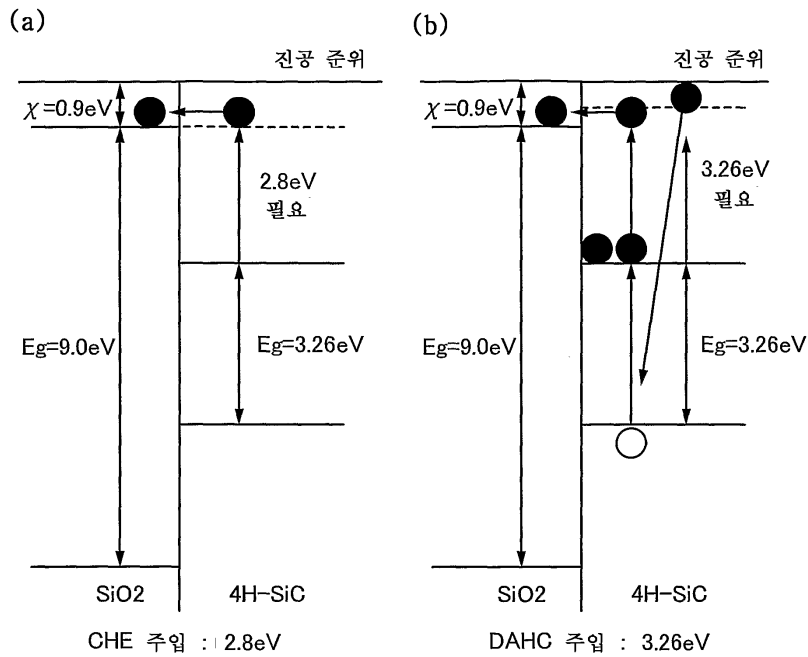 (a)
진공 준위
χ=0.9eV
2.8eV
필요
Eg=9.0eV
Eg=3.26eV
SiO2
4H-SiC
CHE 주입 : 2.8eV
(b)
진공 준위
χ=0.9eV
3.26eV
필요
Eg=9.0eV
Eg=3.26eV
SiO2
4H-SiC
DAHC 주입 : 3.26eV